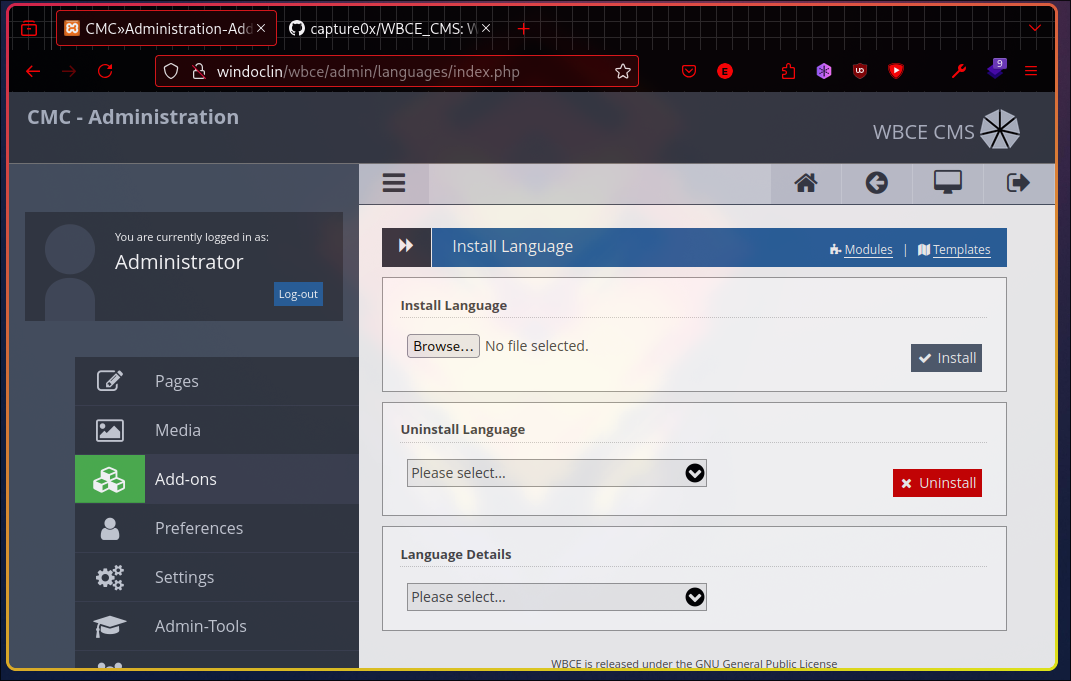 CMC»Administration-Add
capture0x/WBCE_CMS: W
windoclin/wbce/admin/languages/index.php
E
UD
9
CMC - Administration
WBCE CMS
You are currently logged in as:
Administrator
Log-out
Install Language
Modules | Templates
Install Language
Browse... No file selected.
Install
Pages
Media
Uninstall Language
Please select...
Uninstall
Add-ons
Preferences
Language Details
Settings
Please select...
Admin-Tools
WBCE is released under the GNU General Public License